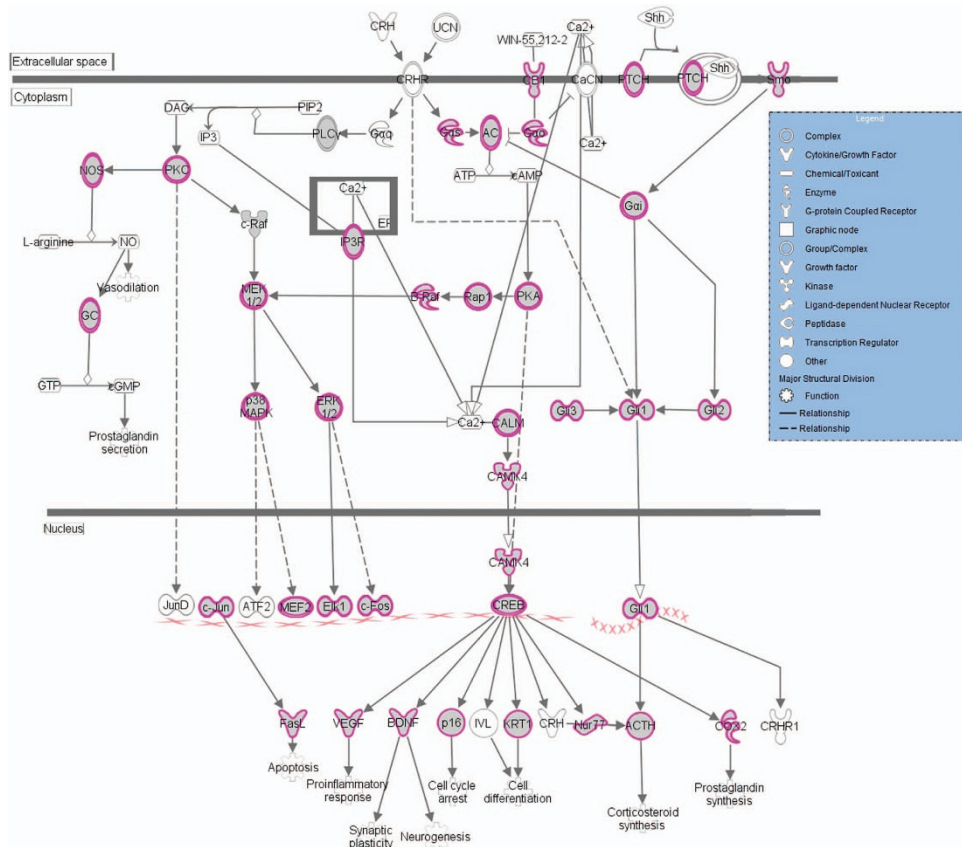 CRH
UCN
WIN-55,212-2
Ca2+
Shh
Extracellular space
CRHR
CB1
CaCN
PTCH
PTCH
Shh
Smo
Cytoplasm
DAG
PIP2
IP3
PLCγ
Gαq
Gαs
AC
Gαo
Ca2+
NOS
PKC
ATP
cAMP
Ca2+
ER
Gαi
c-Raf
IP3R
L-arginine
NO
Vasodilation
MEK
1/2
B-Raf
Rap1
PKA
GC
GTP
cGMP
p38
MAPK
ERK
1/2
Ca2+
CALM
Gli3
Gli1
Gli2
Prostaglandin
secretion
CAMK4
Nucleus
CAMK4
JunD
c-Jun
ATF2
MEF2
Elk1
c-Fos
CREB
Gli1
FasL
VEGF
BDNF
p16
IVL
KRT1
CRH
Nur77
ACTH
COX2
CRHR1
Apoptosis
Proinflammatory
response
Cell cycle
arrest
Cell
differentiation
Prostaglandin
synthesis
Synaptic
plasticity
Neurogenesis
Corticosteroid
synthesis
Legend
Complex
Cytokine/Growth Factor
Chemical/Toxicant
Enzyme
G-protein Coupled Receptor
Graphic node
Group/Complex
Growth factor
Kinase
Ligand-dependent Nuclear Receptor
Peptidase
Transcription Regulator
Other
Major Structural Division
Function
Relationship
Relationship